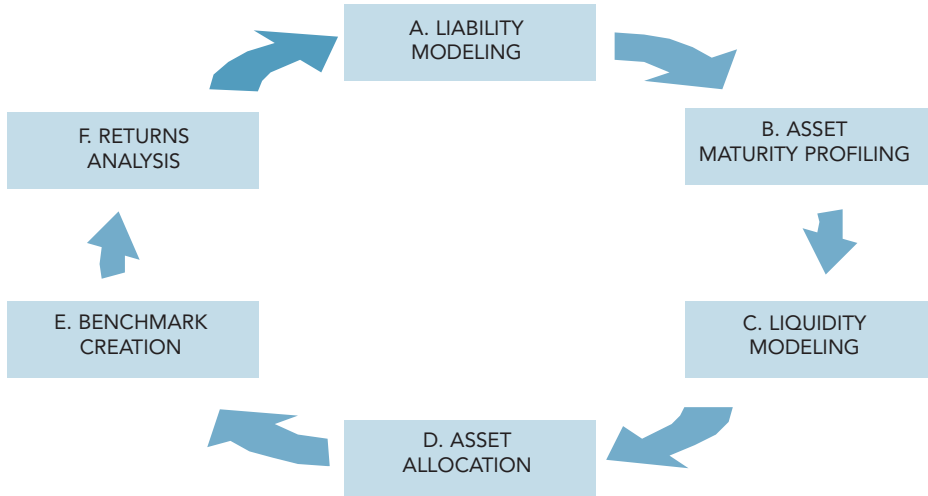 A. LIABILITY
MODELING
B. ASSET
MATURITY PROFILING
C. LIQUIDITY
MODELING
D. ASSET
ALLOCATION
E. BENCHMARK
CREATION
F. RETURNS
ANALYSIS